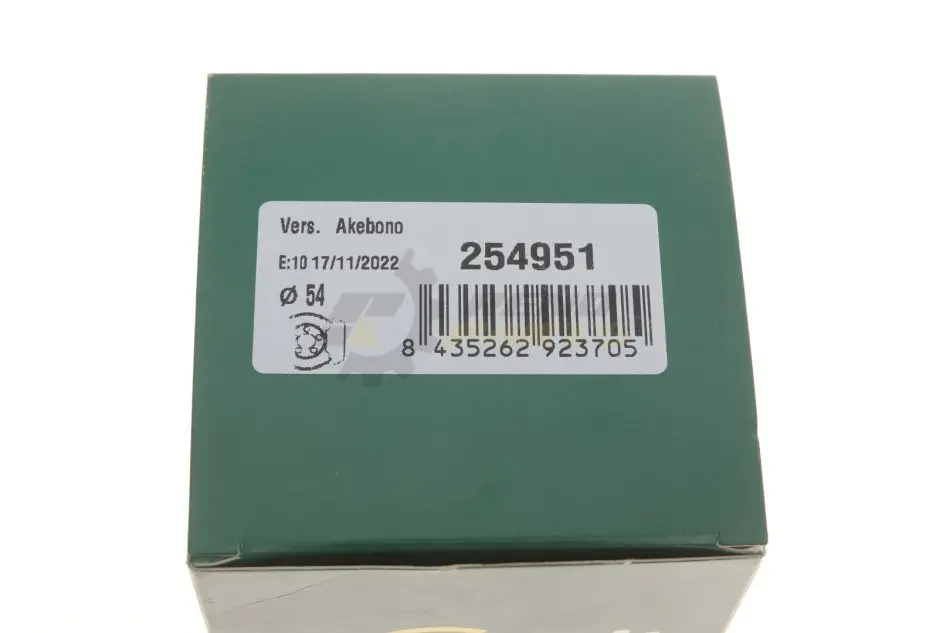 Vers. Akebono
E:10 17/11/2022
254951
Ø 54
8 435262 923705